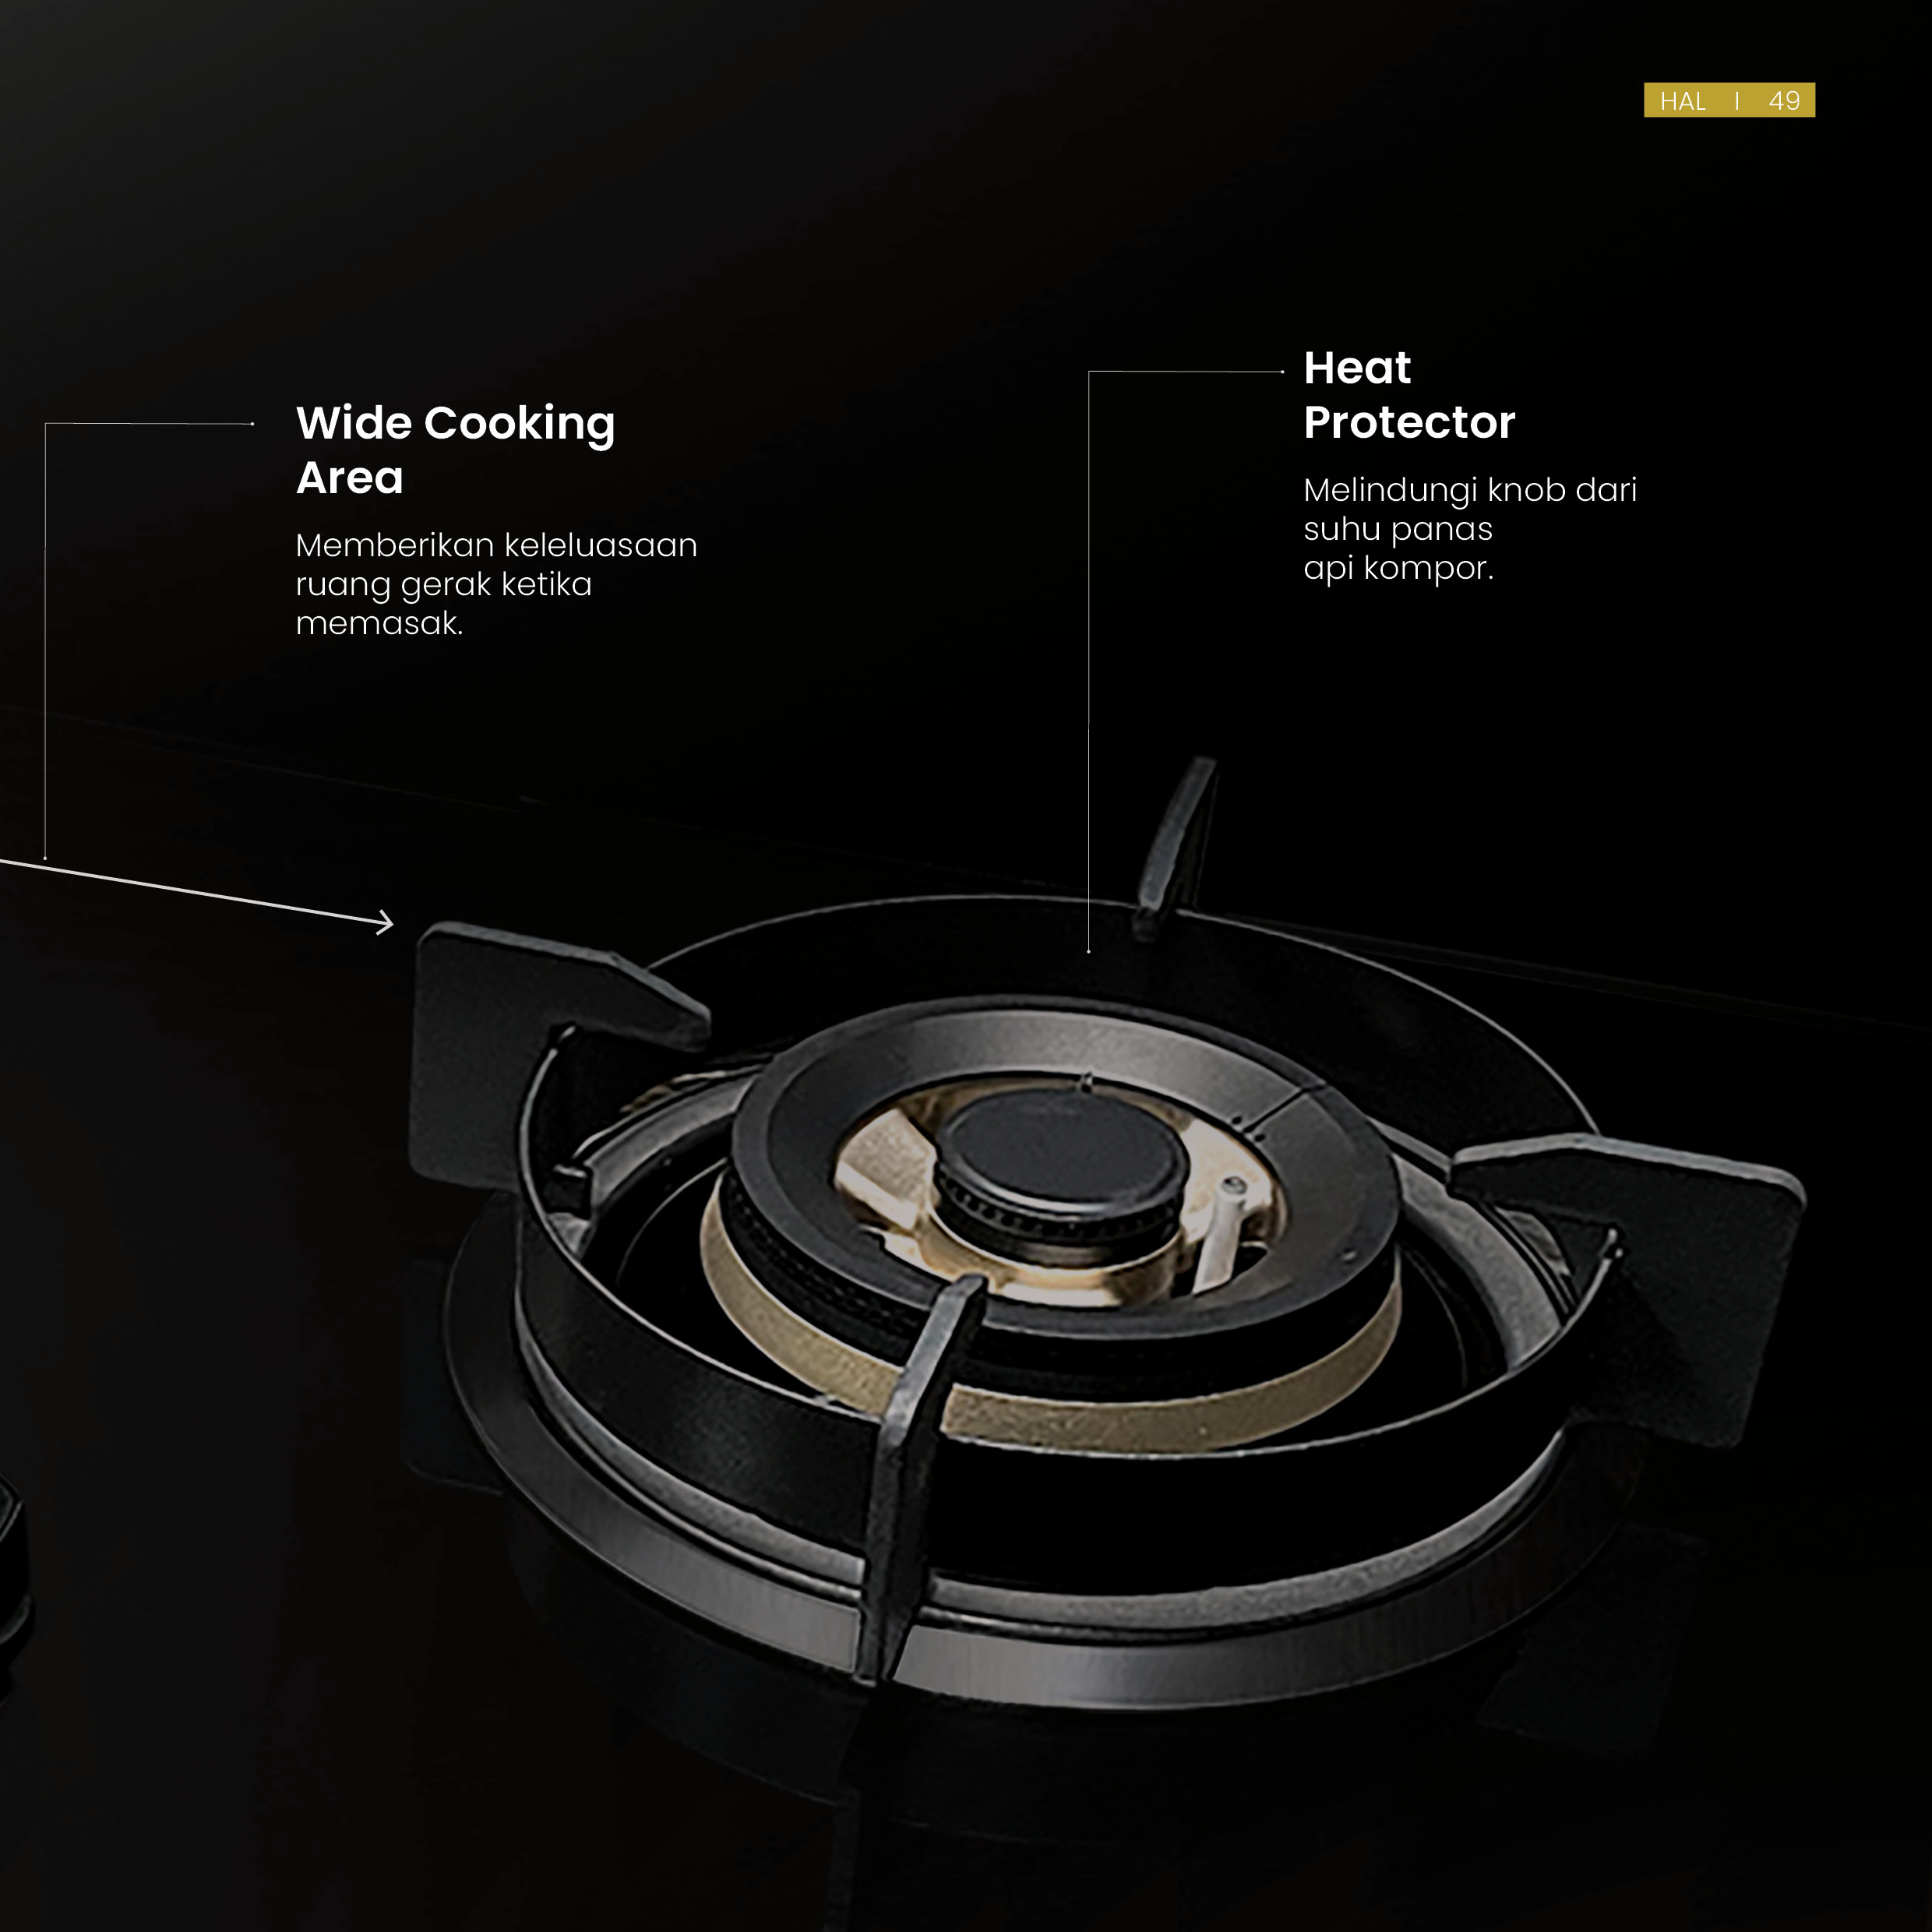 HAL | 49
Wide Cooking
Area
Memberikan keleluasaan
ruang gerak ketika
memasak.
Heat
Protector
Melindungi knob dari
suhu panas
api kompor.